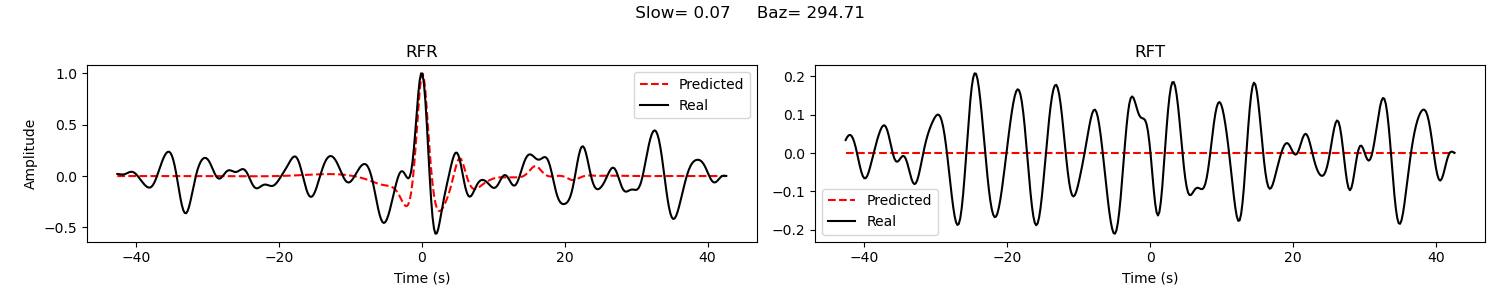 Slow= 0.07 Baz= 294.71
RFR
Amplitude
1.0
0.5
0.0
−0.5
−40
−20
0
20
40
Time (s)
Predicted
Real
RFT
0.2
0.1
0.0
−0.1
−0.2
−40
−20
0
20
40
Time (s)
Predicted
Real